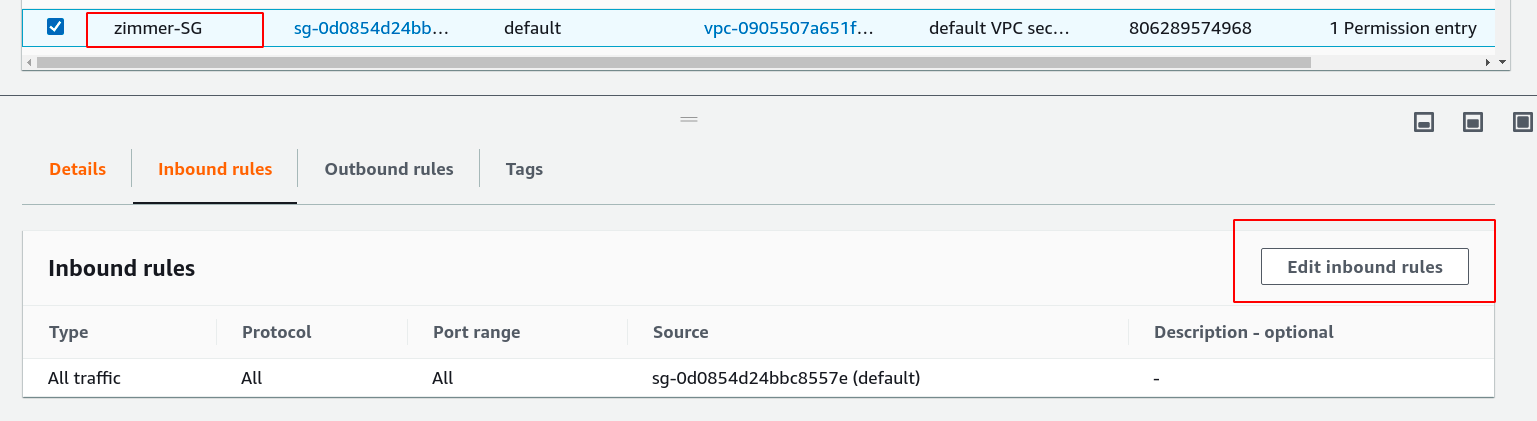 zimmer-SG sg-0d0854d24bb... default vpc-0905507a651f... default VPC sec... 806289574968 1 Permission entry
Details Inbound rules Outbound rules Tags
Inbound rules Edit inbound rules
Type Protocol Port range Source Description - optional
All traffic All All sg-0d0854d24bbc8557e (default) -